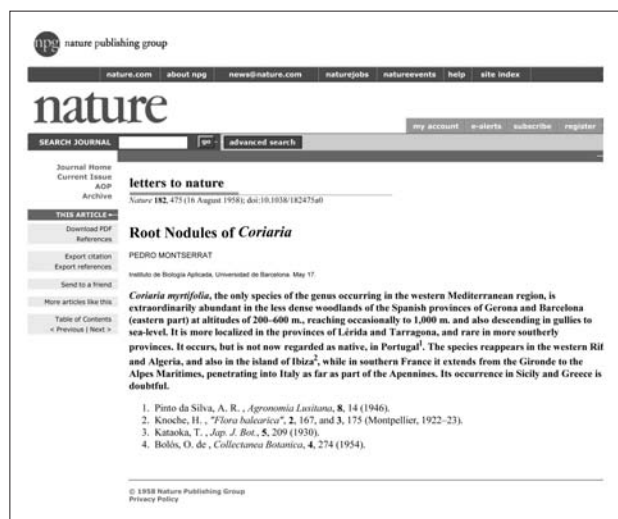 npg nature publishing group
nature.com about npg news@nature.com naturejobs natureevents help site index
nature
my account e-alerts subscribe register
SEARCH JOURNAL go advanced search
Journal Home
Current Issue
AOP
Archive
THIS ARTICLE
Download PDF
References
Export citation
Export references
Send to a friend
More articles like this
Table of Contents
< Previous | Next >
letters to nature
Nature 182, 475 (16 August 1958); doi:10.1038/182475a0
Root Nodules of Coriaria
PEDRO MONTSERRAT
Instituto de Biología Aplicada, Universidad de Barcelona. May 17.
Coriaria myrtifolia, the only species of the genus occurring in the western Mediterranean region, is
extraordinarily abundant in the less dense woodlands of the Spanish provinces of Gerona and Barcelona
(eastern part) at altitudes of 200–600 m., reaching occasionally to 1,000 m. and also descending in gullies to
sea-level. It is more localized in the provinces of Lérida and Tarragona, and rare in more southerly
provinces. It occurs, but is not now regarded as native, in Portugal1. The species reappears in the western Rif
and Algeria, and also in the island of Ibiza2, while in southern France it extends from the Gironde to the
Alpes Maritimes, penetrating into Italy as far as part of the Apennines. Its occurrence in Sicily and Greece is
doubtful.
1. Pinto da Silva, A. R. , Agronomia Lusitana, 8, 14 (1946).
2. Knoche, H. , "Flora balearica", 2, 167, and 3, 175 (Montpellier, 1922–23).
3. Kataoka, T. , Jap. J. Bot., 5, 209 (1930).
4. Bolós, O. de , Collectanea Botanica, 4, 274 (1954).
© 1958 Nature Publishing Group
Privacy Policy